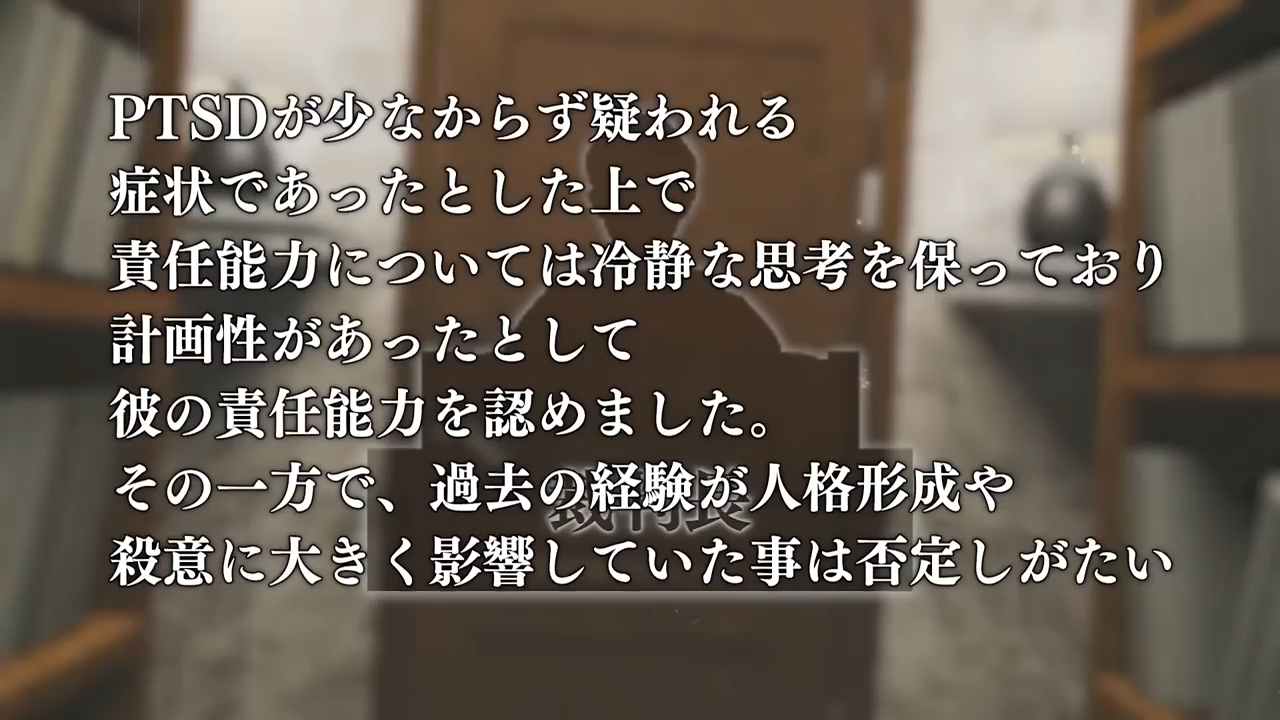 PTSDが少なからず疑われる
症状であったとした上で
責任能力については冷静な思考を保っており
計画性があったとして
彼の責任能力を認めました。
その一方で、過去の経験が人格形成や
殺意に大きく影響していた事は否定しがたい
裁判長